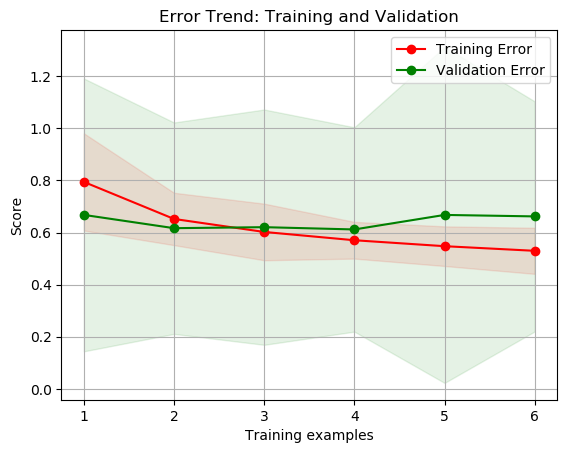 Error Trend: Training and Validation
Training Error
Validation Error
1.2
1.0
0.8
0.6
0.4
0.2
0.0
Score
1 2 3 4 5 6
Training examples